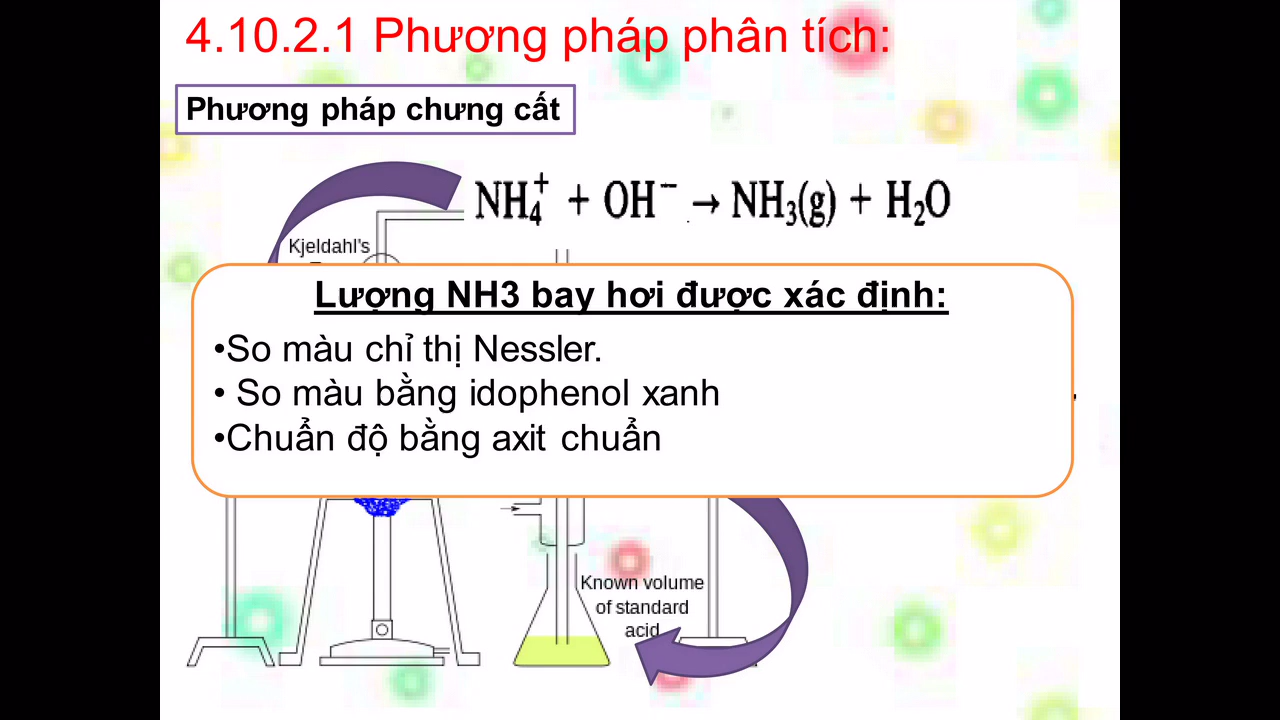 4.10.2.1 Phương pháp phân tích:
Phương pháp chưng cất
NH₄⁺ + OH⁻ → NH₃(g) + H₂O
Kjeldahl's
Lượng NH3 bay hơi được xác định:
•So màu chỉ thị Nessler.
• So màu bằng idophenol xanh
•Chuẩn độ bằng axit chuẩn
Known volume
of standard
acid